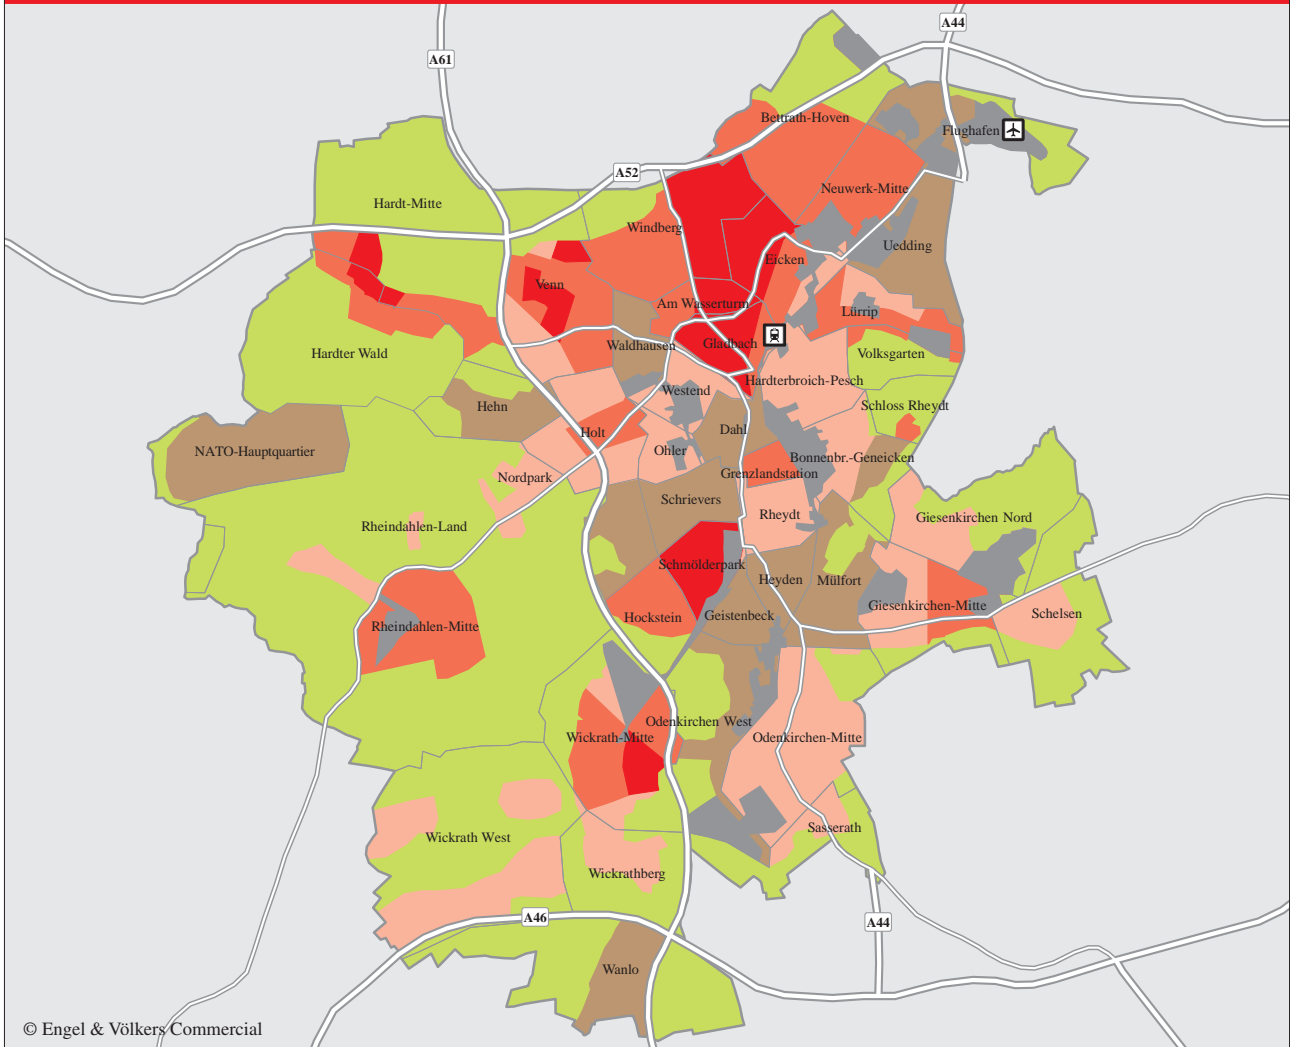 A44
A61
Bettrath-Hoven
Flughafen
A52
Neuwerk-Mitte
Hardt-Mitte
Windberg
Uedding
Eicken
Venn
Am Wasserturm
Lürrip
Gladbach
Waldhausen
Hardter Wald
Volksgarten
Hardterbroich-Pesch
Westend
Hehn
Schloss Rheydt
Dahl
Holt
NATO-Hauptquartier
Ohler
Bonnenbr.-Geneicken
Grenzlandstation
Nordpark
Schrievers
Rheydt
Giesenkirchen Nord
Rheindahlen-Land
Schmölderpark
Heyden
Mülfort
Giesenkirchen-Mitte
Schelsen
Hockstein
Geistenbeck
Rheindahlen-Mitte
Odenkirchen West
Wickrath-Mitte
Odenkirchen-Mitte
Sasserath
Wickrath West
Wickrathberg
A46
A44
Wanlo
© Engel & Völkers Commercial